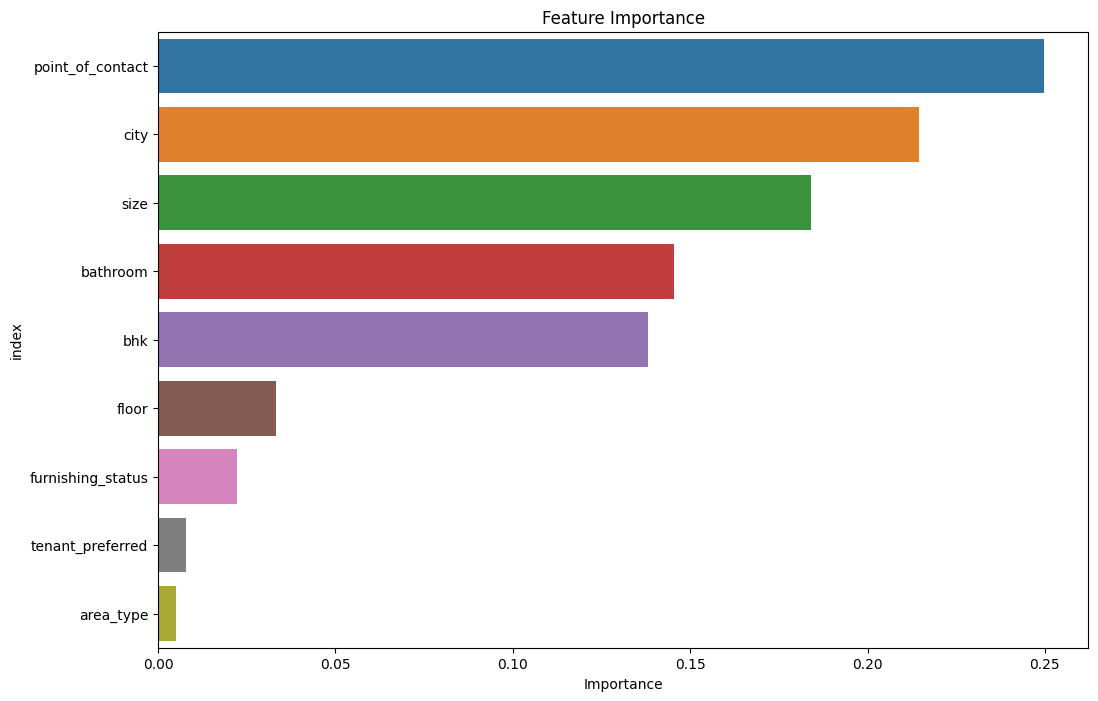 Feature Importance
point_of_contact
city
size
bathroom
bhk
floor
furnishing_status
tenant_preferred
area_type
index
0.00 0.05 0.10 0.15 0.20 0.25
Importance